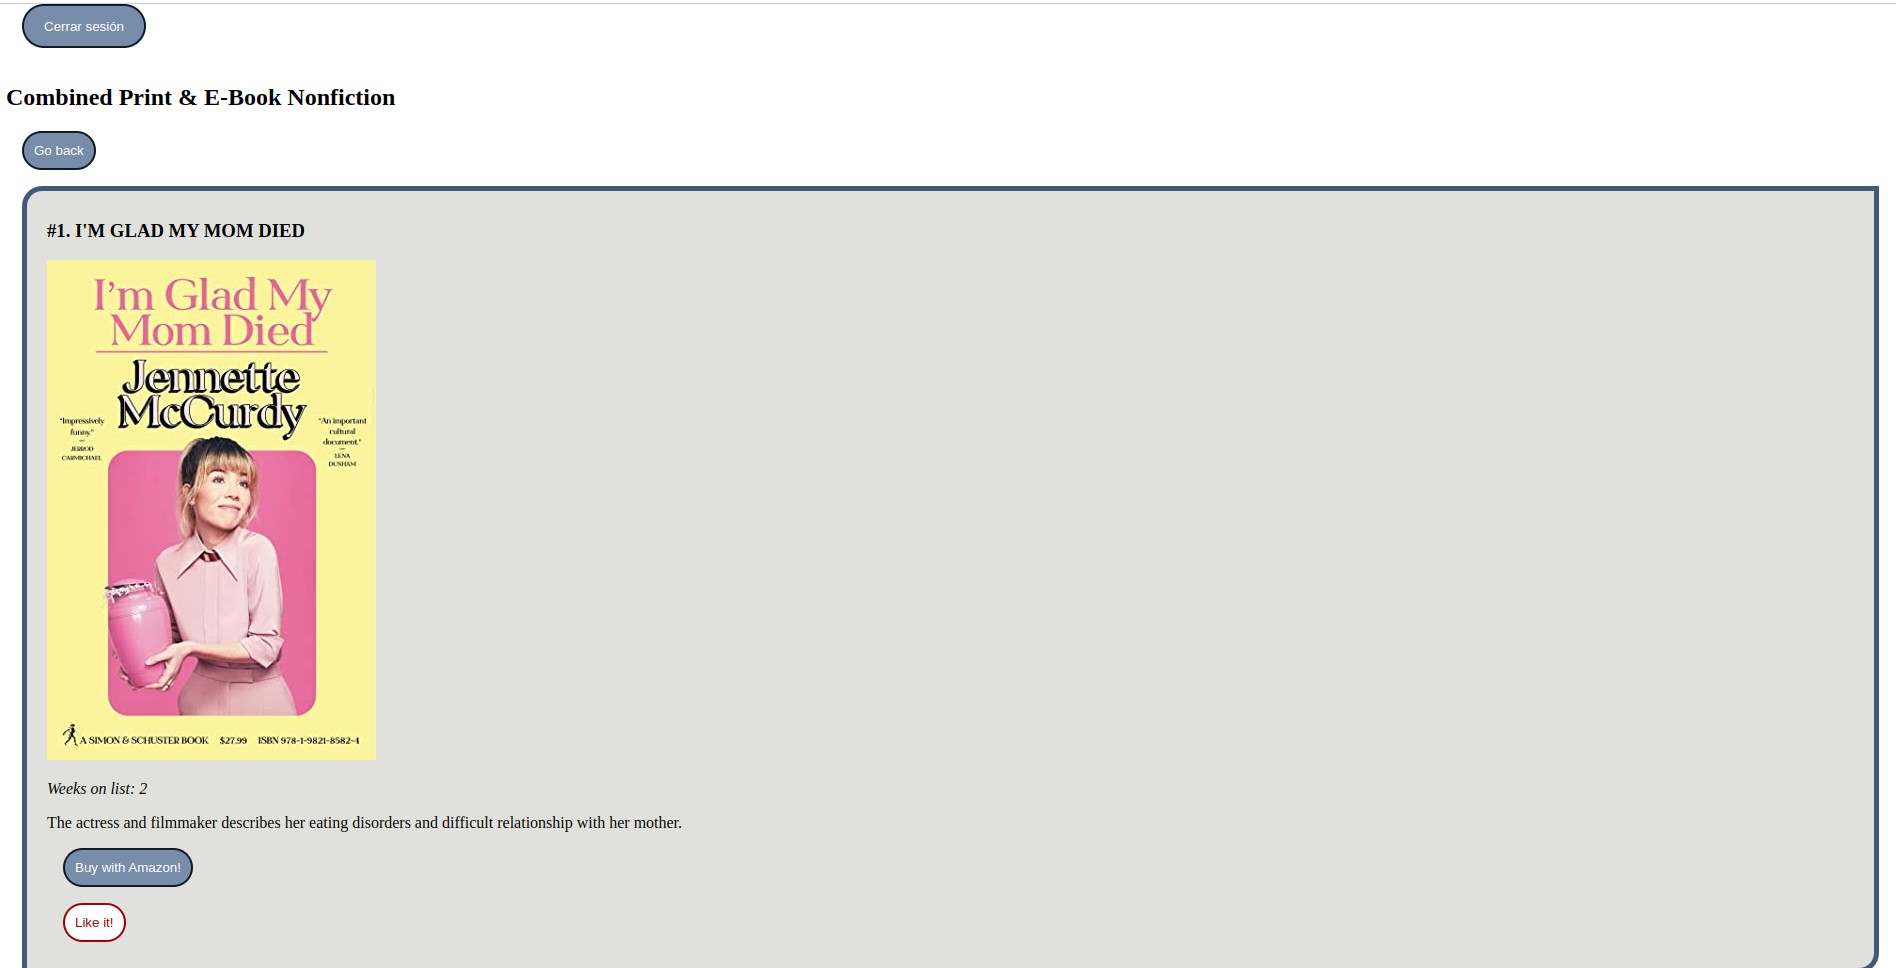 Cerrar sesión
Combined Print & E-Book Nonfiction
Go back
#1. I'M GLAD MY MOM DIED
I'm Glad My
Mom Died
Jennette
McCurdy
"Impressively
funny."
—
JERROD
CARMICHAEL
"An important
cultural
document."
—
LENA
DUNHAM
A SIMON & SCHUSTER BOOK $27.99 ISBN 978-1-9821-8582-4
Weeks on list: 2
The actress and filmmaker describes her eating disorders and difficult relationship with her mother.
Buy with Amazon!
Like it!